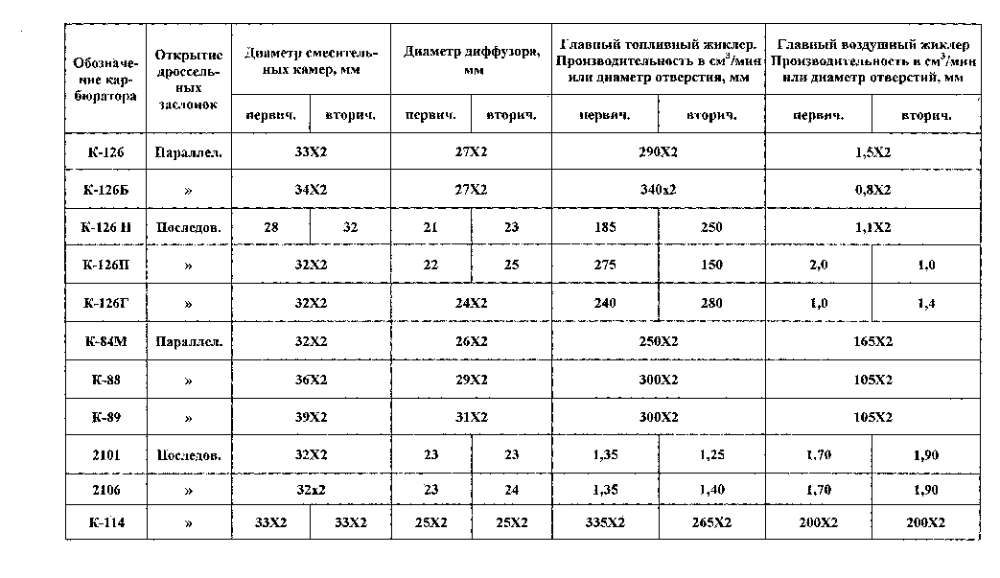 Обозначе-
ние кар-
бюратора
Открытие
дроссель-
ных
заслонок
Диаметр смеситель-
ных камер, мм
Диаметр диффузора,
мм
Главный топливный жиклер.
Производительность в см³/мин
или диаметр отверстия, мм
Главный воздушный жиклер
Производительность в см³/мин
или диаметр отверстий, мм
первич. вторич. первич. вторич. первич. вторич. первич. вторич.
К-126 Параллел. 33Х2 27Х2 290Х2 1,5Х2
К-126Б » 34Х2 27Х2 340х2 0,8Х2
К-126 Н Последов. 28 32 21 23 185 250 1,1Х2
К-126П » 32Х2 22 25 275 150 2,0 1,0
К-126Г » 32Х2 24Х2 240 280 1,0 1,4
К-84М Параллел. 32Х2 26Х2 250Х2 165Х2
К-88 » 36Х2 29Х2 300Х2 105Х2
К-89 » 39Х2 31Х2 300Х2 105Х2
2101 Последов. 32Х2 23 23 1,35 1,25 1,70 1,90
2106 » 32х2 23 24 1,35 1,40 1,70 1,90
К-114 » 33Х2 33Х2 25Х2 25Х2 335Х2 265Х2 200Х2 200Х2